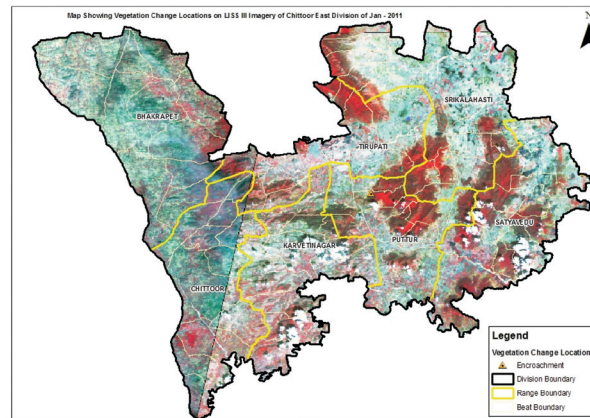 Map Showing Vegetation Change Locations on LISS III Imagery of Chittoor East Division of Jan - 2011
N
BHAKRAPET
SRIKALAHASTI
TIRUPATI
SATYAVEDU
KARVETINAGAR
PUTTUR
CHITTOOR
Legend
Vegetation Change Location
Encroachment
Division Boundary
Range Boundary
Beat Boundary